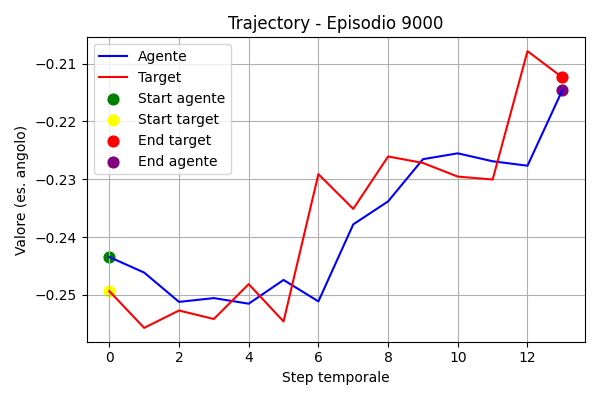 Trajectory - Episodio 9000
Agente
Target
Start agente
Start target
End target
End agente
Valore (es. angolo)
−0.21
−0.22
−0.23
−0.24
−0.25
0 2 4 6 8 10 12
Step temporale